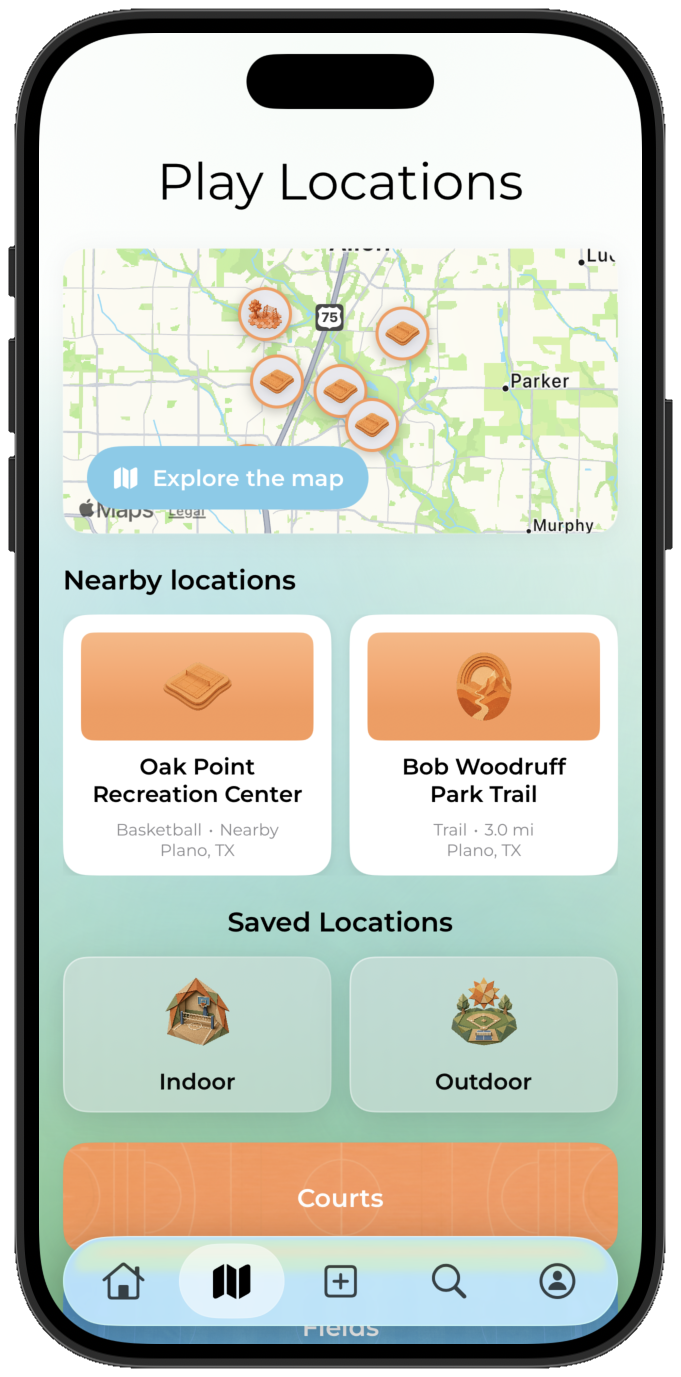 Play Locations
Allen
75
Parker
Explore the map
Maps Legal
Murphy
Nearby locations
Oak Point
Recreation Center
Bob Woodruff
Park Trail
Basketball • Nearby
Plano, TX
Trail • 3.0 mi
Plano, TX
Saved Locations
Indoor
Outdoor
Courts
Fields